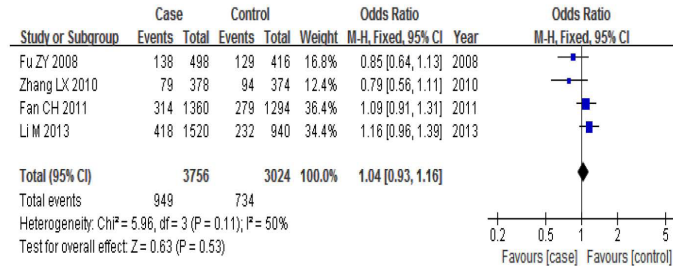 Case Control Odds Ratio Odds Ratio
Study or Subgroup Events Total Events Total Weight M-H, Fixed, 95% CI Year M-H, Fixed, 95% CI
Fu ZY 2008 138 498 129 416 16.8% 0.85 [0.64, 1.13] 2008
Zhang LX 2010 79 378 94 374 12.4% 0.79 [0.56, 1.11] 2010
Fan CH 2011 314 1360 279 1294 36.4% 1.09 [0.91, 1.31] 2011
Li M 2013 418 1520 232 940 34.4% 1.16 [0.96, 1.39] 2013
Total (95% CI) 3756 3024 100.0% 1.04 [0.93, 1.16]
Total events 949 734
Heterogeneity: Chi² = 5.96, df = 3 (P = 0.11); I² = 50%
Test for overall effect: Z = 0.63 (P = 0.53)
0.2 0.5 1 2 5
Favours [case] Favours [control]